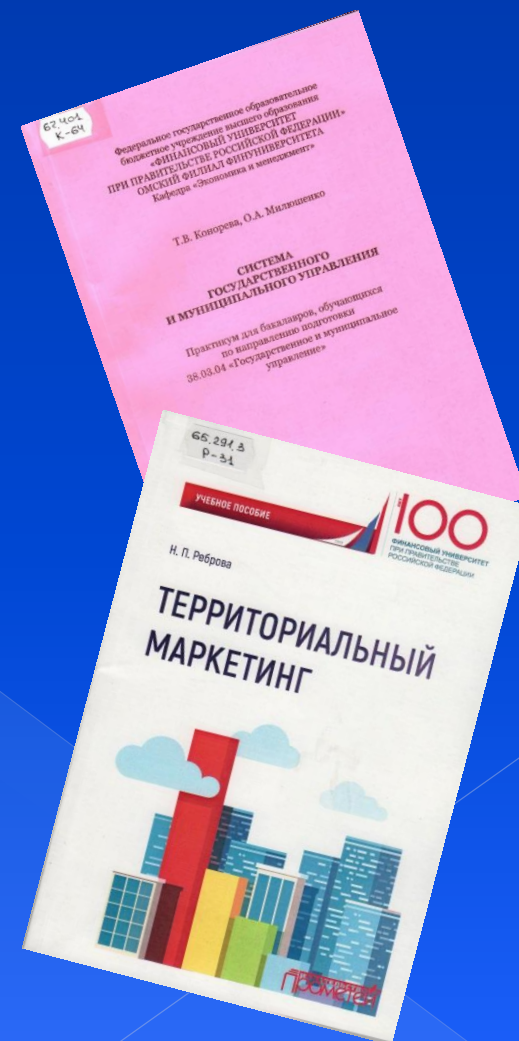 62.401
К-64
Федеральное государственное образовательное
бюджетное учреждение высшего образования
«ФИНАНСОВЫЙ УНИВЕРСИТЕТ
ПРИ ПРАВИТЕЛЬСТВЕ РОССИЙСКОЙ ФЕДЕРАЦИИ»
ОМСКИЙ ФИЛИАЛ ФИНУНИВЕРСИТЕТА
Кафедра «Экономика и менеджмент»
Т.В. Конорева, О.А. Милюшенко
СИСТЕМА
ГОСУДАРСТВЕННОГО
И МУНИЦИПАЛЬНОГО УПРАВЛЕНИЯ
Практикум для бакалавров, обучающихся
по направлению подготовки
38.03.04 «Государственное и муниципальное
управление»
65.291.3
Р-31
УЧЕБНОЕ ПОСОБИЕ
100
ФИНАНСОВЫЙ УНИВЕРСИТЕТ
ПРИ ПРАВИТЕЛЬСТВЕ
РОССИЙСКОЙ ФЕДЕРАЦИИ
Н. П. Реброва
ТЕРРИТОРИАЛЬНЫЙ
МАРКЕТИНГ
Прометей